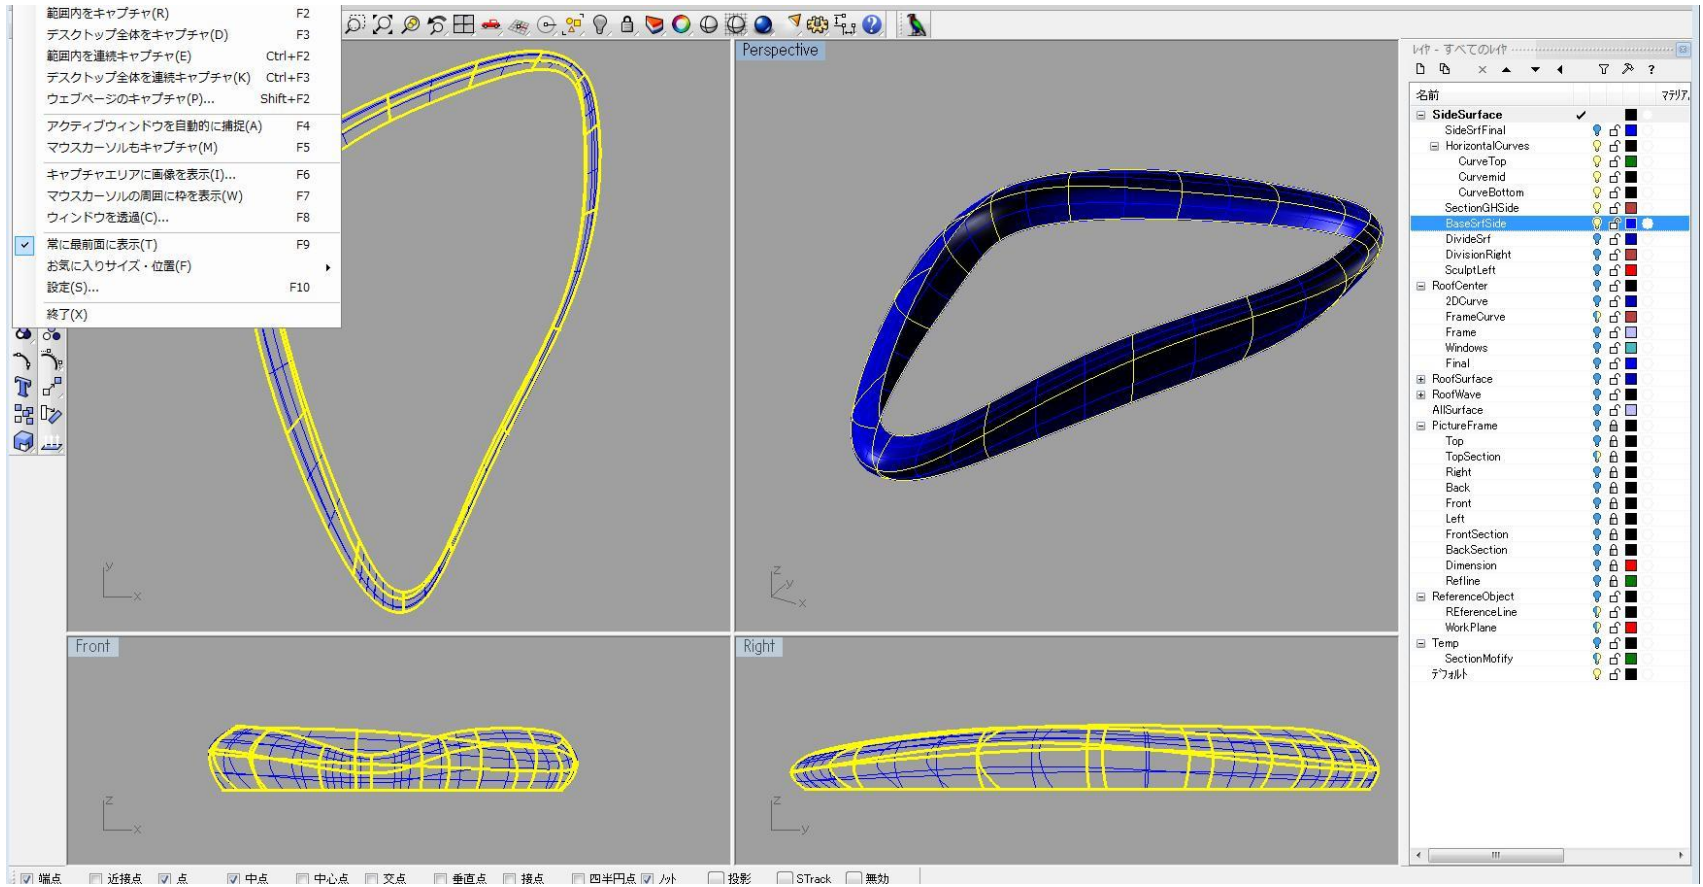 範囲内をキャプチャ(R) F2
デスクトップ全体をキャプチャ(D) F3
範囲内を連続キャプチャ(E) Ctrl+F2
デスクトップ全体を連続キャプチャ(K) Ctrl+F3
ウェブページのキャプチャ(P)... Shift+F2
アクティブウィンドウを自動的に捕捉(A) F4
マウスカーソルもキャプチャ(M) F5
キャプチャエリアに画像を表示(I)... F6
マウスカーソルの周囲に枠を表示(W) F7
ウィンドウを透過(C)... F8
常に最前面に表示(T) F9
お気に入りサイズ・位置(F)
設定(S)... F10
終了(X)
y
x
Perspective
z
y
x
Front
z
x
Right
z
y
レイヤ - すべてのレイヤ
名前 マテリア.
SideSurface
SideSrfFinal
HorizontalCurves
CurveTop
Curvemid
CurveBottom
SectionGHSide
BaseSrfSide
DivideSrf
DivisionRight
SculptLeft
RoofCenter
2DCurve
FrameCurve
Frame
Windows
Final
RoofSurface
RoofWave
AllSurface
PictureFrame
Top
TopSection
Right
Back
Front
Left
FrontSection
BackSection
Dimension
Refline
ReferenceObject
REferenceLine
WorkPlane
Temp
SectionMofify
デフォルト
端点 近接点 点 中点 中心点 交点 垂直点 接点 四半円点 ノット 投影 STrack 無効